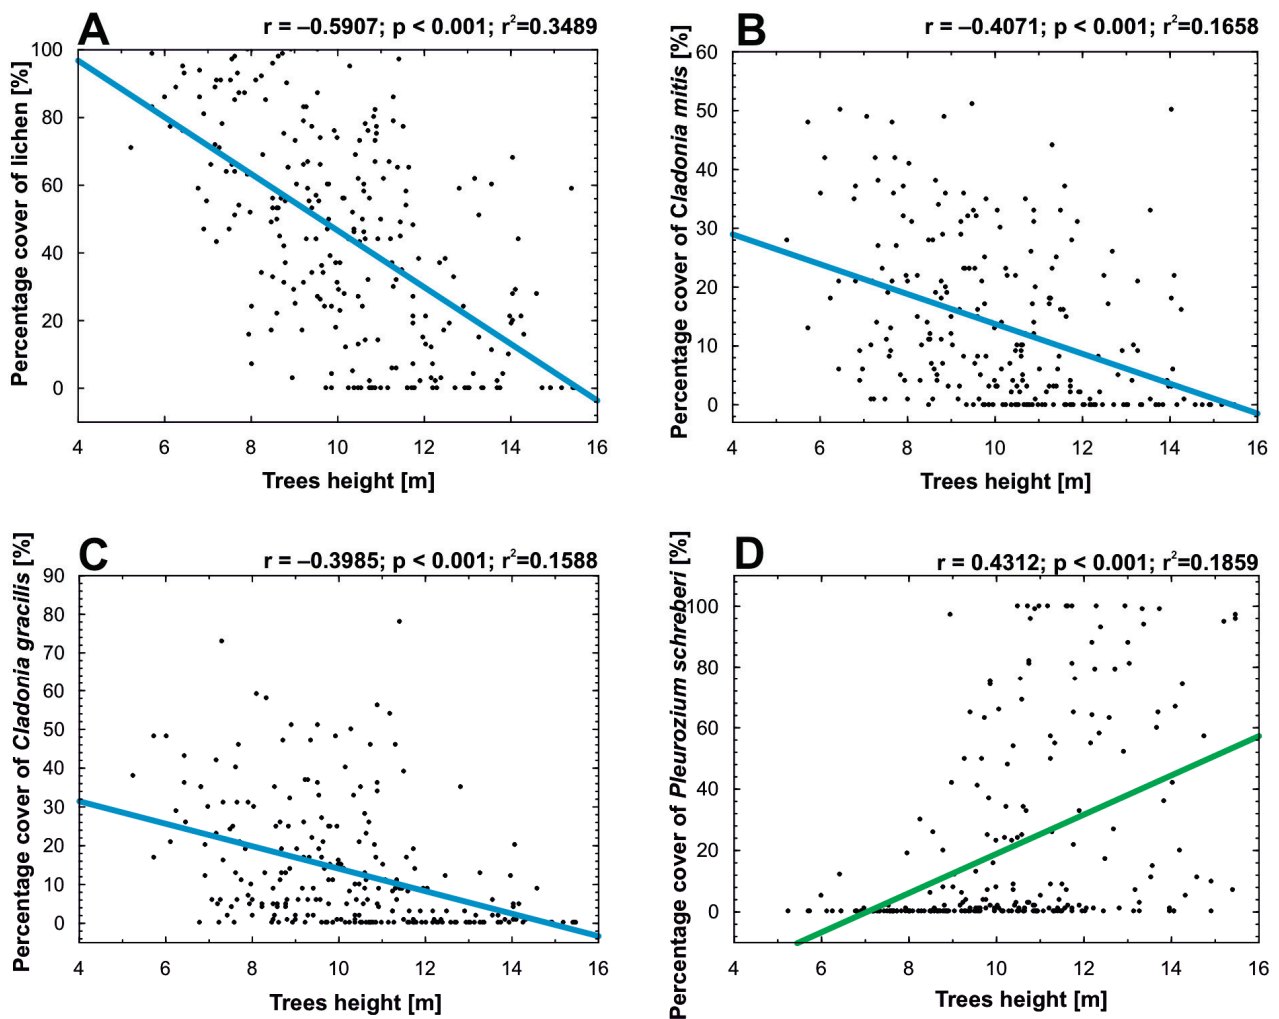 A
r = –0.5907; p < 0.001; r²=0.3489
Percentage cover of lichen [%]
100
80
60
40
20
0
4 6 8 10 12 14 16
Trees height [m]
B
r = –0.4071; p < 0.001; r²=0.1658
Percentage cover of Cladonia mitis [%]
60
50
40
30
20
10
0
4 6 8 10 12 14 16
Trees height [m]
C
r = –0.3985; p < 0.001; r²=0.1588
Percentage cover of Cladonia gracilis [%]
90
80
70
60
50
40
30
20
10
0
4 6 8 10 12 14 16
Trees height [m]
D
r = 0.4312; p < 0.001; r²=0.1859
Percentage cover of Pleurozium schreberi [%]
100
80
60
40
20
0
4 6 8 10 12 14 16
Trees height [m]